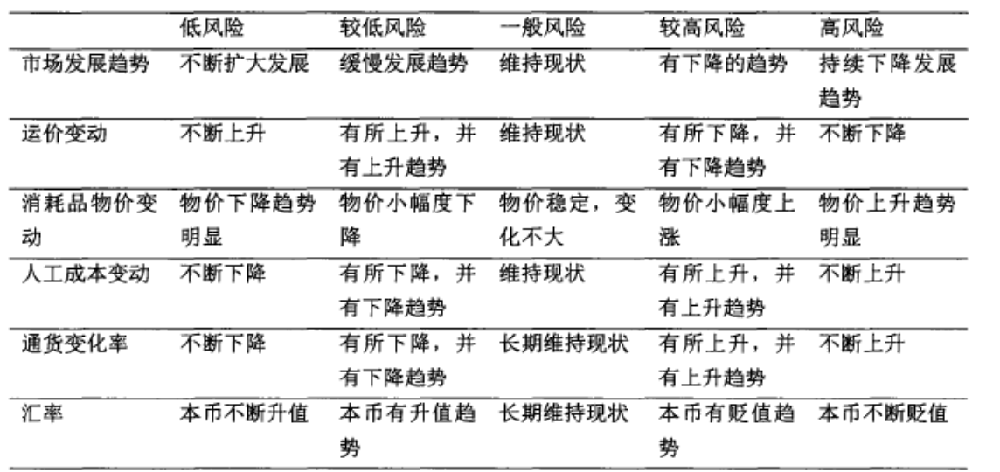 低风险 较低风险 一般风险 较高风险 高风险
市场发展趋势 不断扩大发展 缓慢发展趋势 维持现状 有下降的趋势 持续下降发展
趋势
运价变动 不断上升 有所上升，并 维持现状 有所下降，并 不断下降
有上升趋势 有下降趋势
消耗品物价变 物价下降趋势 物价小幅度下 物价稳定，变 物价小幅度上 物价上升趋势
动 明显 降 化不大 涨 明显
人工成本变动 不断下降 有所下降，并 维持现状 有所上升，并 不断上升
有下降趋势 有上升趋势
通货变化率 不断下降 有所下降，并 长期维持现状 有所上升，并 不断上升
有下降趋势 有上升趋势
汇率 本币不断升值 本币有升值趋 长期维持现状 本币有贬值趋 本币不断贬值
势 势